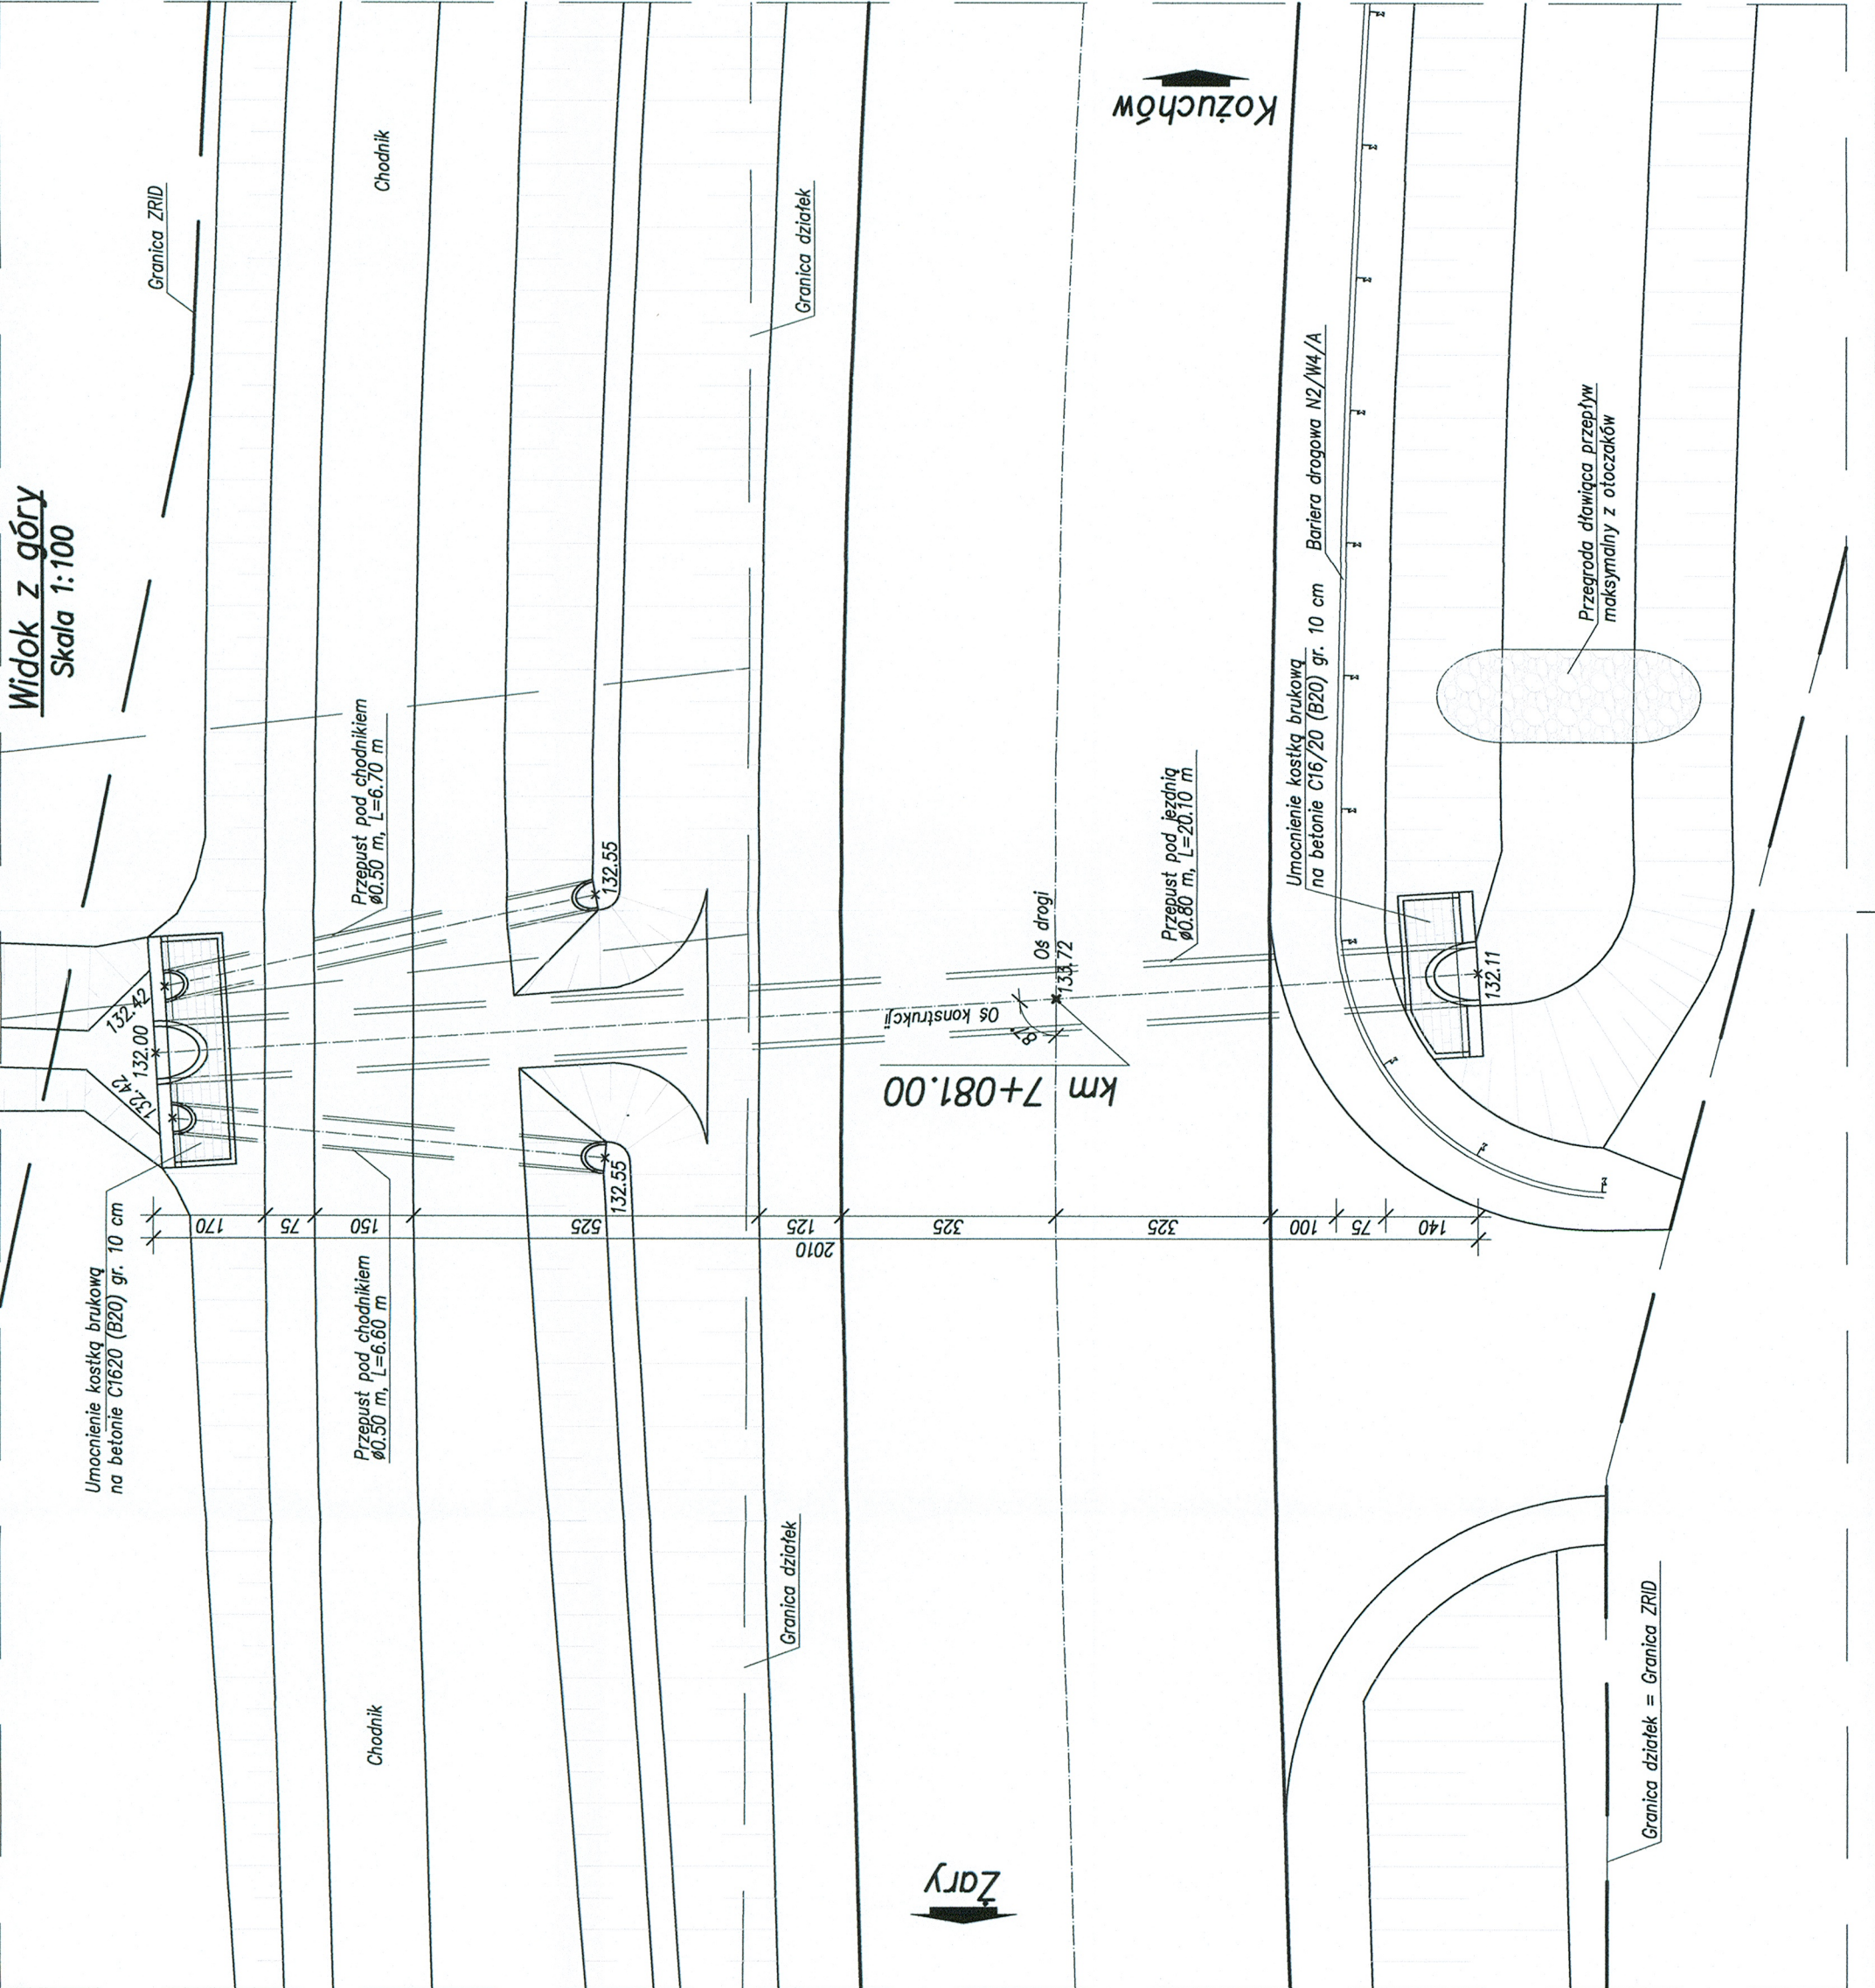 Widok z góry
Skala 1:100
Granica ZRID
Chodnik
Granica działek
Kożuchów
Bariera drogowa N2/W4/A
Przegroda dławiąca przepływ
maksymalny z otoczaków
Umocnienie kostką brukową
na betonie C16/20 (B20) gr. 10 cm
Przepust pod chodnikiem
ø0.50 m, L=6.70 m
Przepust pod jezdnią
ø0.80 m, L=20.10 m
132.55
Oś drogi
133.72
132.11
Oś konstrukcji
87°
km 7+081.00
132.42
132.00
132.42
132.55
170
75
150
525
125
325
325
100
75
140
2010
Umocnienie kostką brukową
na betonie C1620 (B20) gr. 10 cm
Przepust pod chodnikiem
ø0.50 m, L=6.60 m
Granica działek
Chodnik
Granica działek = Granica ZRID
Żary